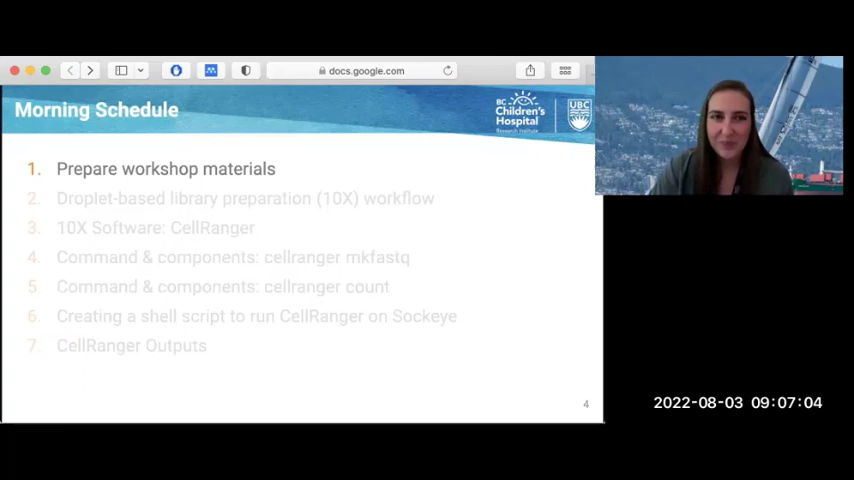 docs.google.com
Morning Schedule
BC
Children's
Hospital
Research Institute
UBC
1. Prepare workshop materials
2. Droplet-based library preparation (10X) workflow
3. 10X Software: CellRanger
4. Command & components: cellranger mkfastq
5. Command & components: cellranger count
6. Creating a shell script to run CellRanger on Sockeye
7. CellRanger Outputs
4
2022-08-03 09:07:04